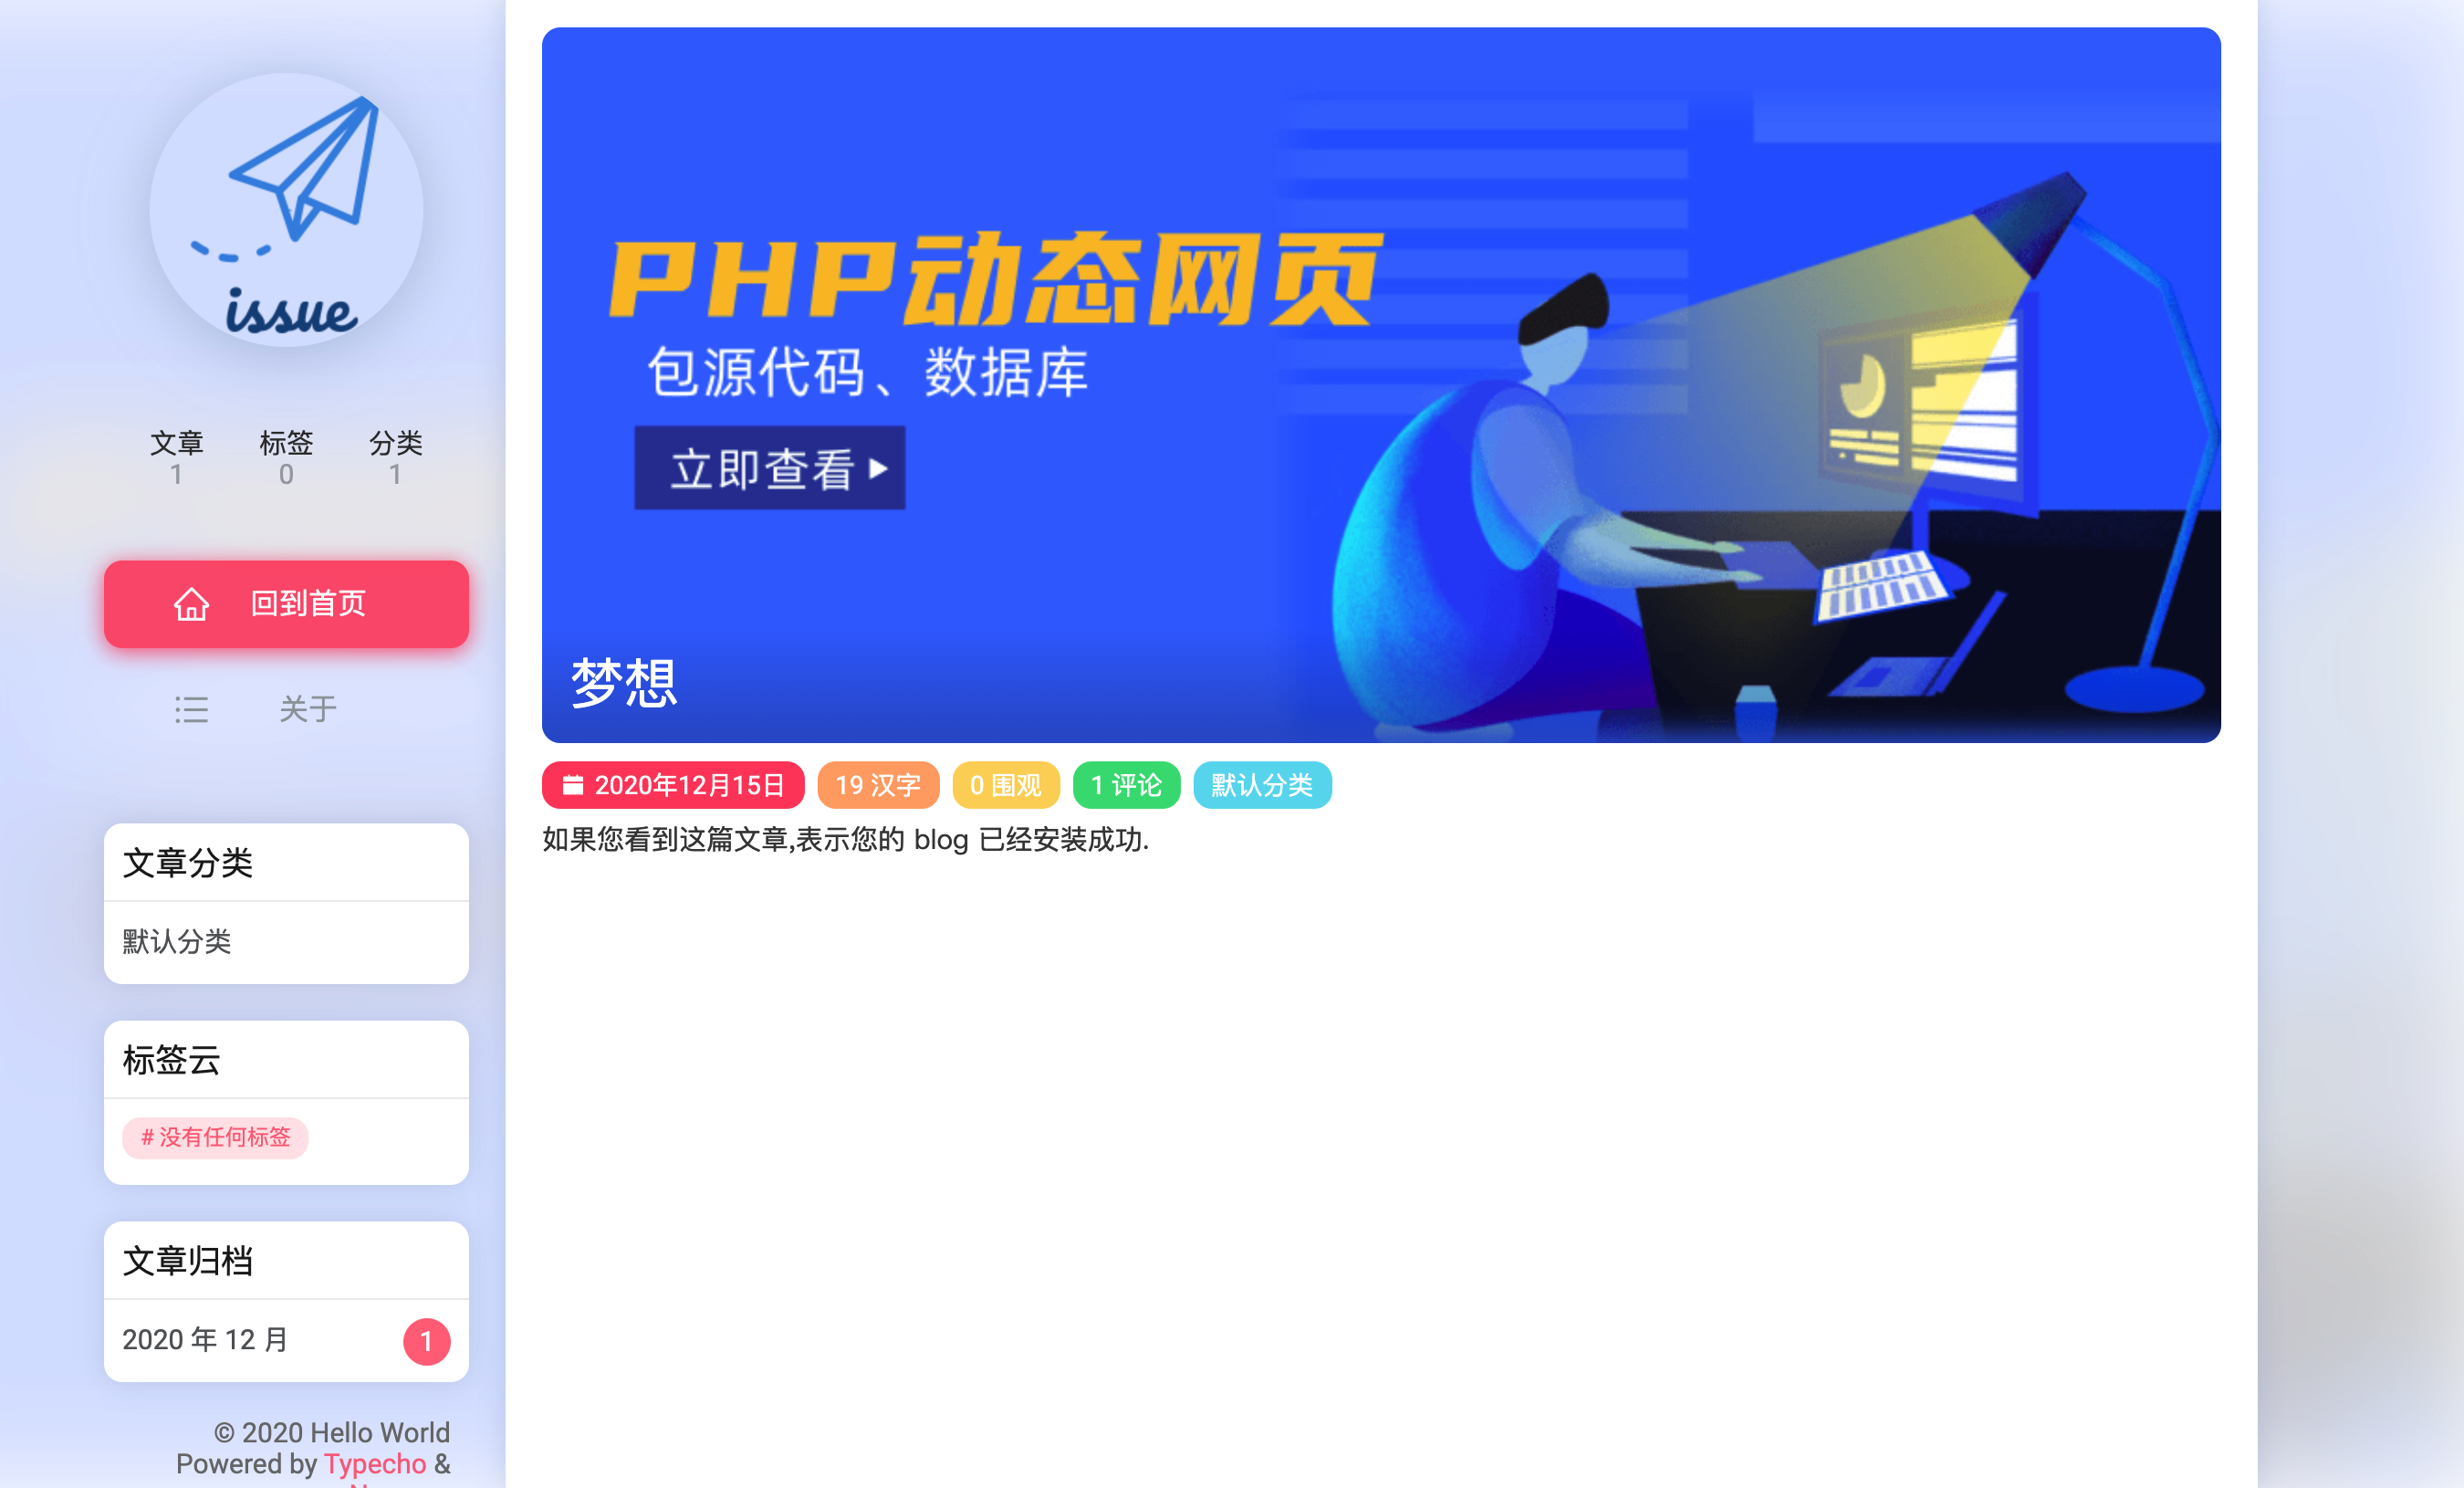 issue
文章 标签 分类
1 0 1
回到首页
关于
文章分类
默认分类
标签云
# 没有任何标签
文章归档
2020 年 12 月 1
© 2020 Hello World
Powered by Typecho &
PHP动态网页
包源代码、数据库
立即查看
梦想
2020年12月15日 19 汉字 0 围观 1 评论 默认分类
如果您看到这篇文章,表示您的 blog 已经安装成功.